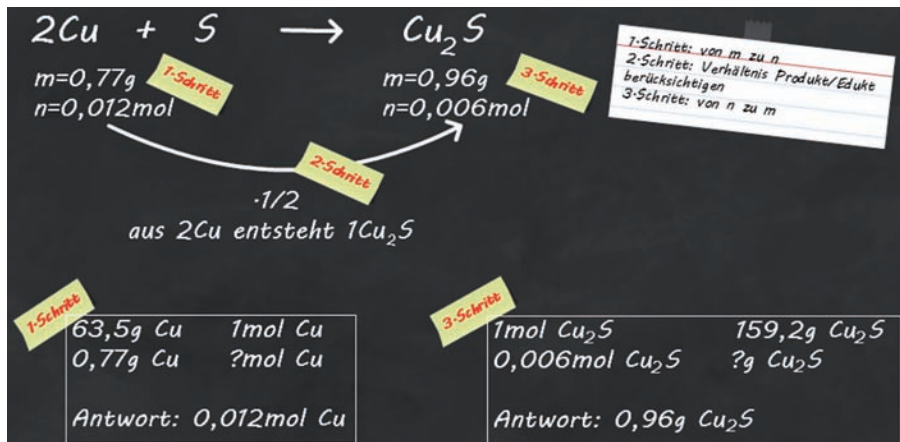 2Cu + S → Cu₂S
m=0,77g 1.Schritt m=0,96g 3.Schritt
n=0,012mol n=0,006mol
1.Schritt: von m zu n
2.Schritt: Verhältnis Produkt/Edukt
berücksichtigen
3.Schritt: von n zu m
2.Schritt
·1/2
aus 2Cu entsteht 1Cu₂S
1.Schritt
63,5g Cu 1mol Cu
0,77g Cu ?mol Cu
Antwort: 0,012mol Cu
3.Schritt
1mol Cu₂S 159,2g Cu₂S
0,006mol Cu₂S ?g Cu₂S
Antwort: 0,96g Cu₂S